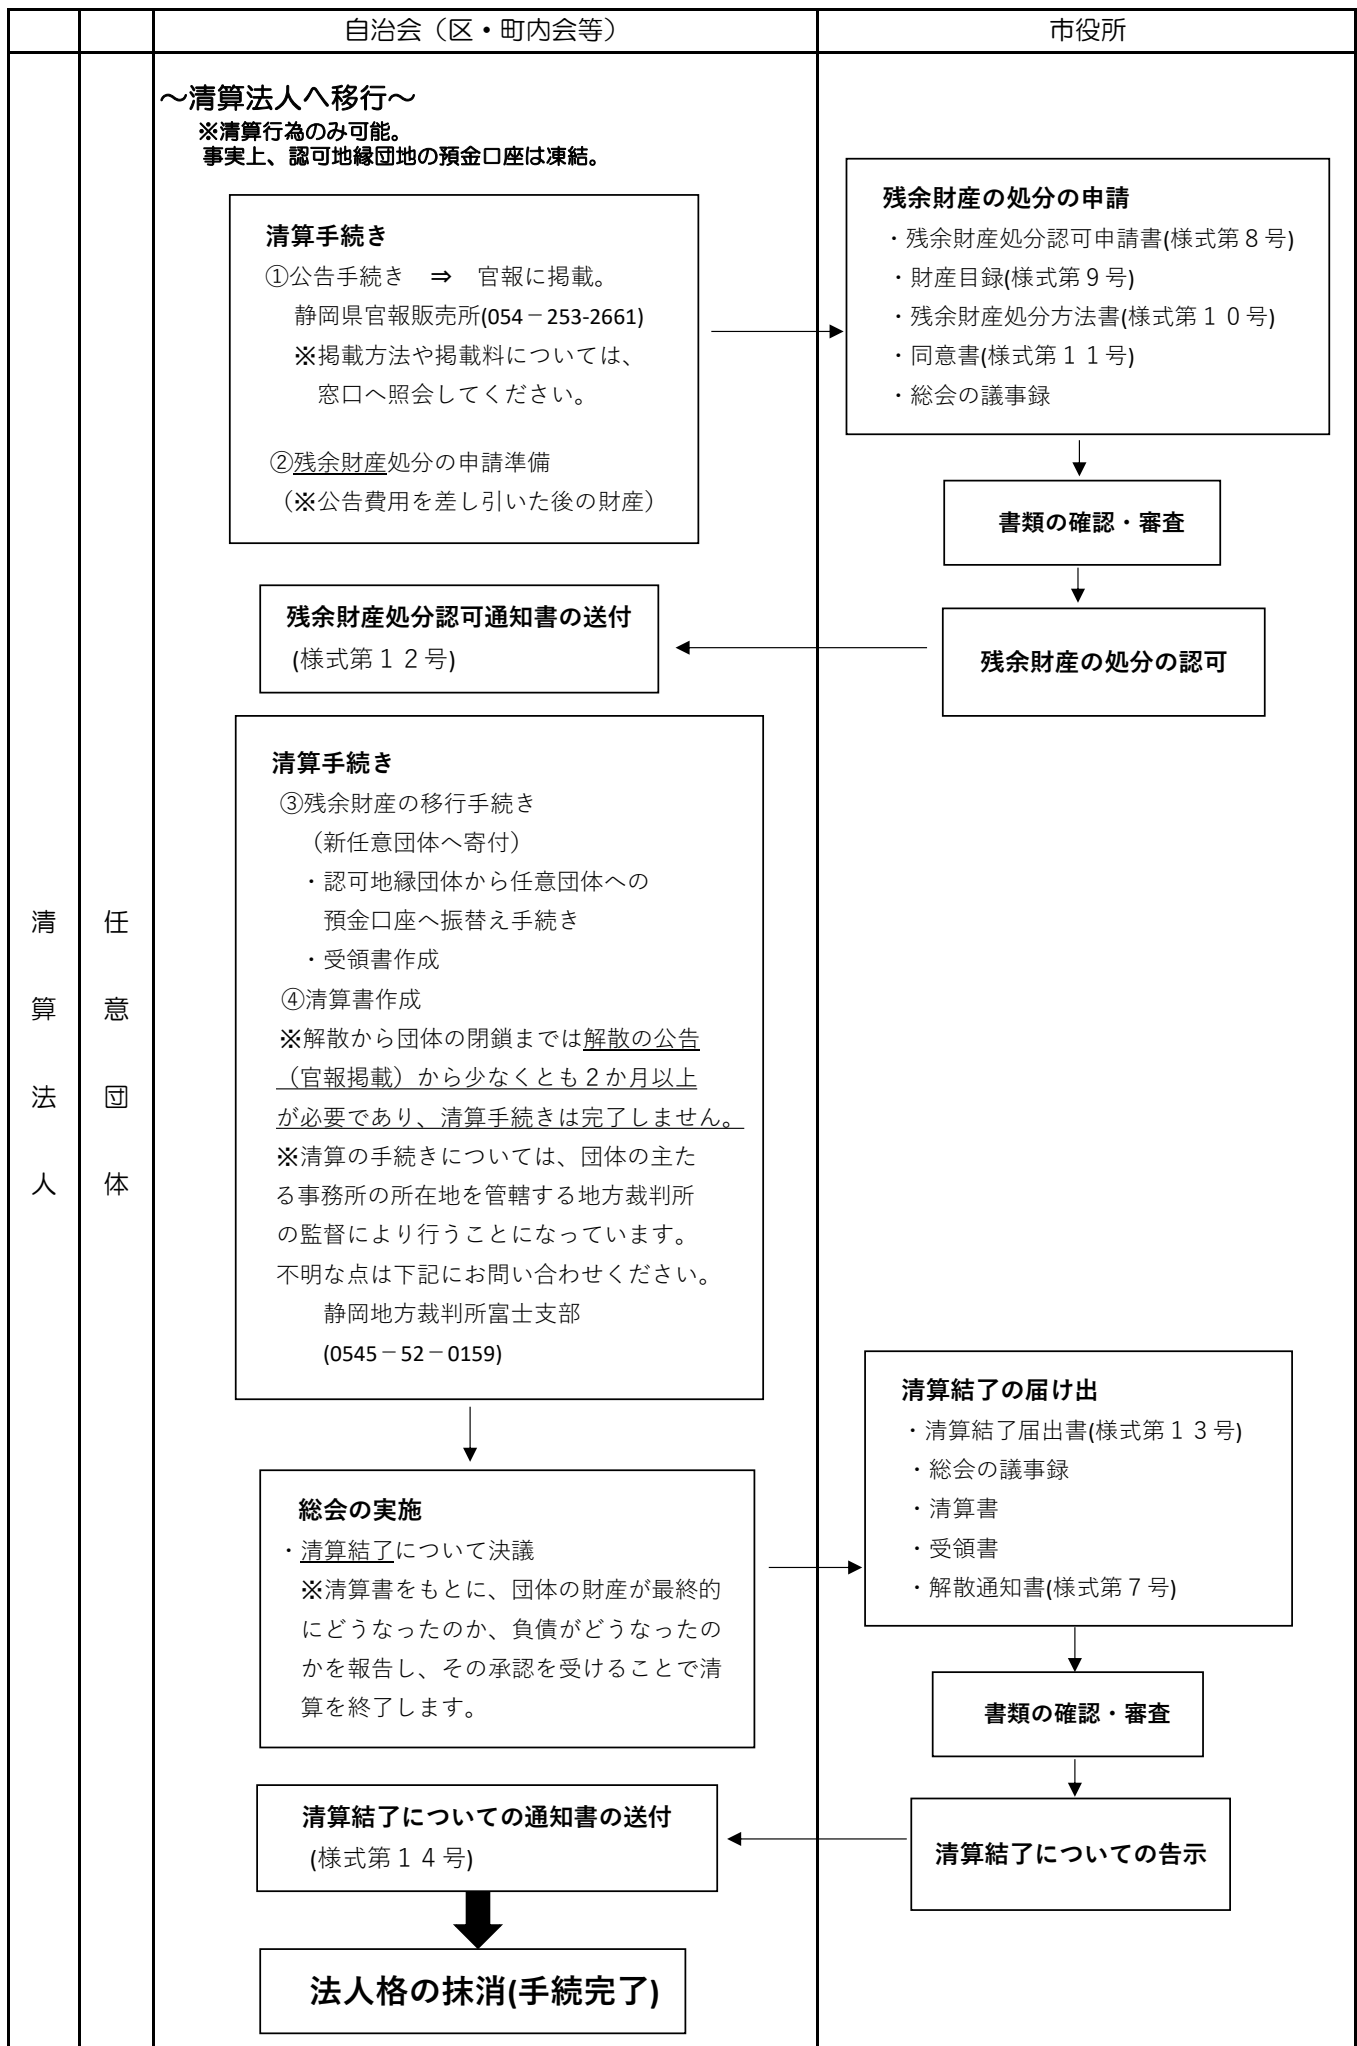 自治会（区・町内会等）
市役所
～清算法人へ移行～
※清算行為のみ可能。
事実上、認可地縁団地の預金口座は凍結。
清算手続き
①公告手続き　⇒　官報に掲載。
静岡県官報販売所(054－253-2661)
※掲載方法や掲載料については、
窓口へ照会してください。
②残余財産処分の申請準備
（※公告費用を差し引いた後の財産）
残余財産の処分の申請
・残余財産処分認可申請書(様式第８号)
・財産目録(様式第９号)
・残余財産処分方法書(様式第１０号)
・同意書(様式第１１号)
・総会の議事録
書類の確認・審査
残余財産の処分の認可
残余財産処分認可通知書の送付
(様式第１２号)
清算手続き
③残余財産の移行手続き
（新任意団体へ寄付）
・認可地縁団体から任意団体への
預金口座へ振替え手続き
・受領書作成
④清算書作成
※解散から団体の閉鎖までは解散の公告
（官報掲載）から少なくとも２か月以上
が必要であり、清算手続きは完了しません。
※清算の手続きについては、団体の主た
る事務所の所在地を管轄する地方裁判所
の監督により行うことになっています。
不明な点は下記にお問い合わせください。
静岡地方裁判所富士支部
(0545－52－0159)
総会の実施
・清算結了について決議
※清算書をもとに、団体の財産が最終的
にどうなったのか、負債がどうなったの
かを報告し、その承認を受けることで清
算を終了します。
清算結了の届け出
・清算結了届出書(様式第１３号)
・総会の議事録
・清算書
・受領書
・解散通知書(様式第７号)
書類の確認・審査
清算結了についての告示
清算結了についての通知書の送付
(様式第１４号)
法人格の抹消(手続完了)
清算法人
任意団体